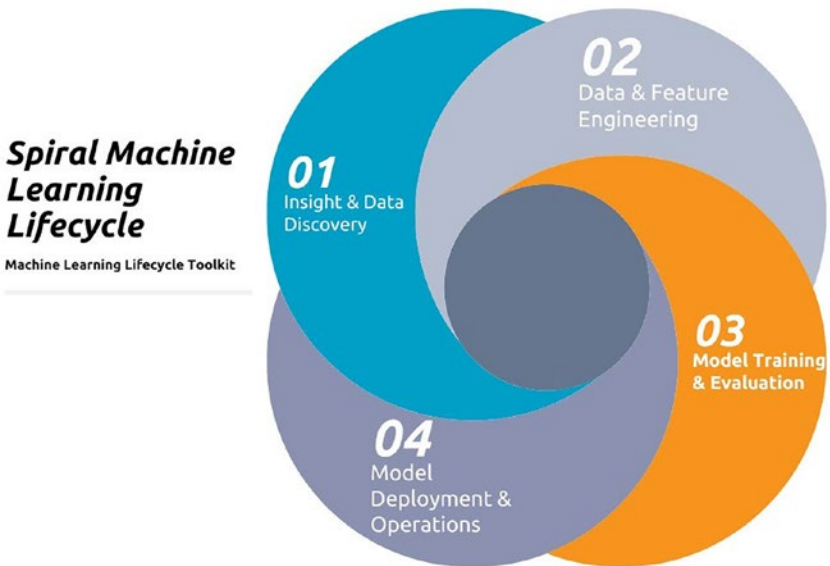 Spiral Machine
Learning
Lifecycle
Machine Learning Lifecycle Toolkit
01
Insight & Data
Discovery
02
Data & Feature
Engineering
03
Model Training
& Evaluation
04
Model
Deployment &
Operations